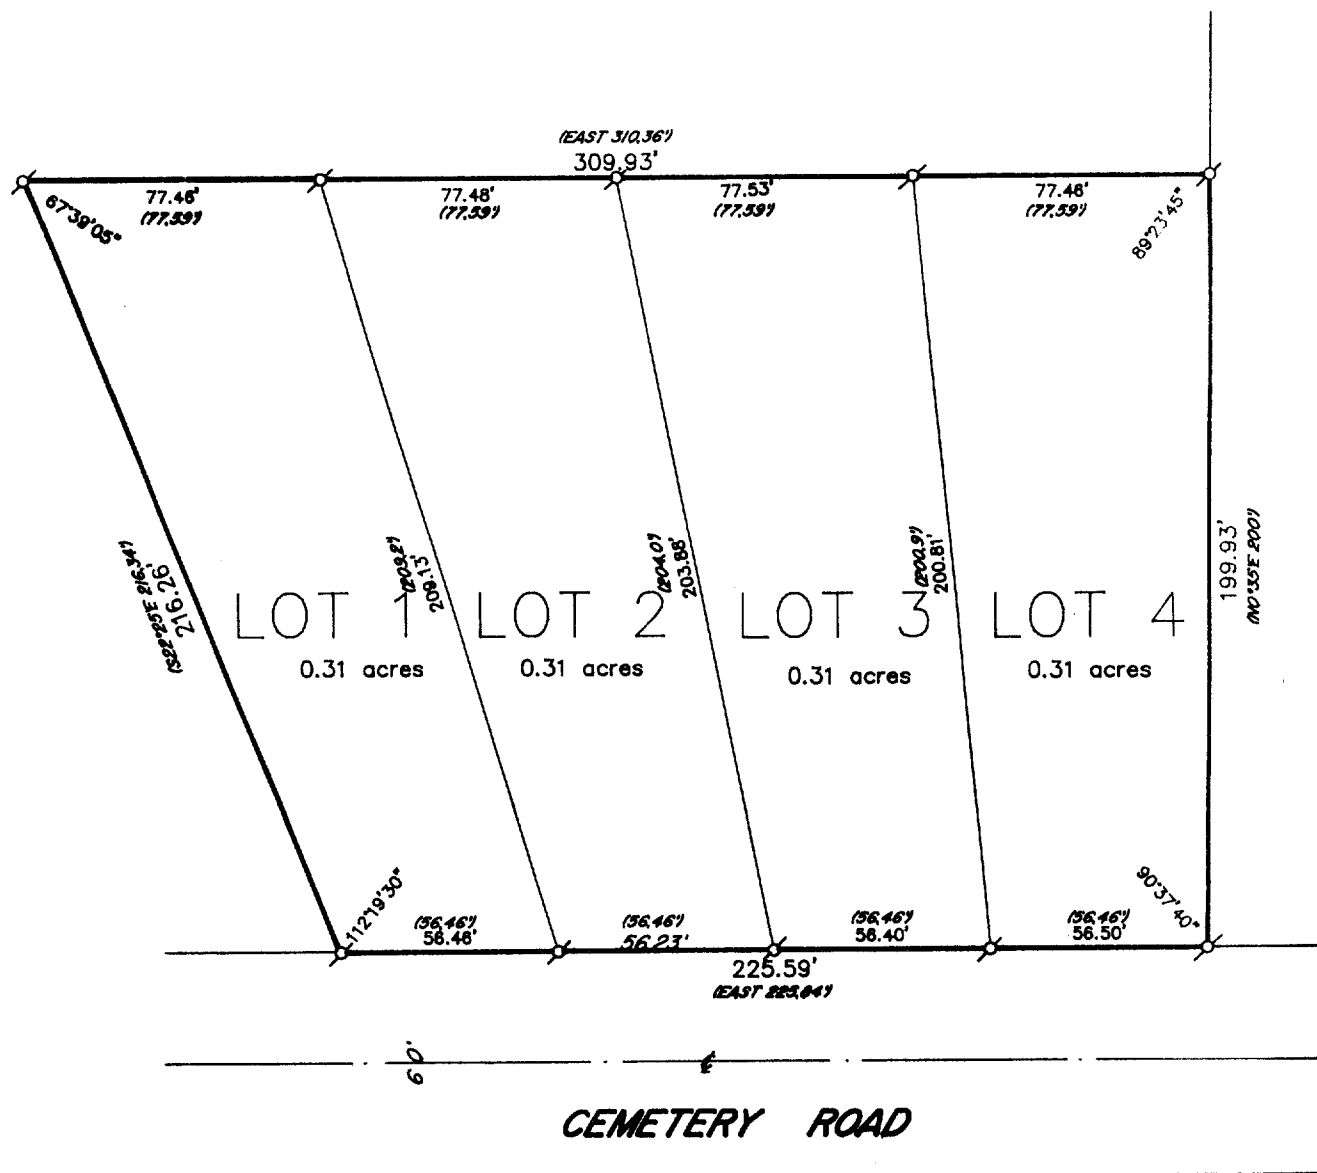 (EAST 310.36')
309.93'
77.46'
(77.59')
77.48'
(77.59')
77.53'
(77.59')
77.46'
(77.59')
67°39'05"
89°23'45"
(S22°25'E 216.34')
216.26'
(209.2')
209.13'
(204.0')
203.88'
(200.9')
200.81'
199.93'
(N0°35'E 200')
LOT 1
0.31 acres
LOT 2
0.31 acres
LOT 3
0.31 acres
LOT 4
0.31 acres
112°19'30"
90°37'40"
(56.46')
56.46'
(56.46')
56.23'
(56.46')
56.40'
(56.46')
56.50'
225.59'
(EAST 225.84')
60'
CEMETERY ROAD